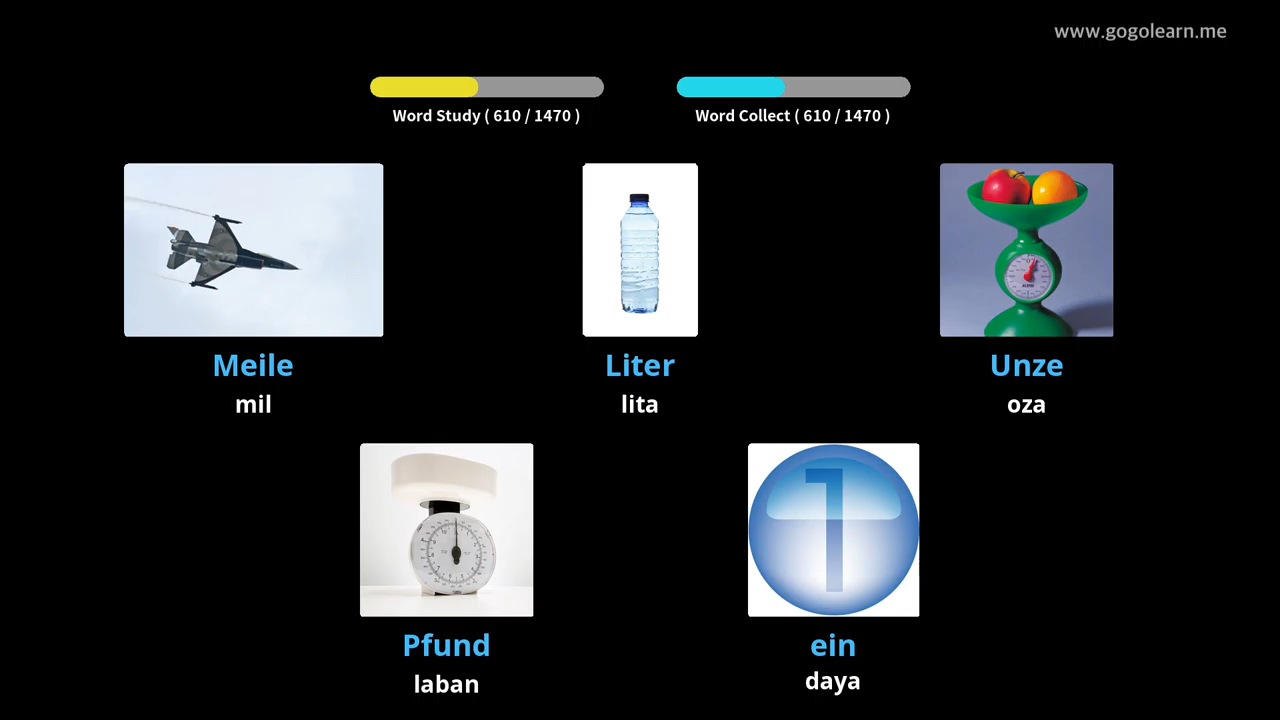 www.gogolearn.me
Word Study ( 610 / 1470 )
Word Collect ( 610 / 1470 )
Meile
mil
Liter
lita
Unze
oza
Pfund
laban
1
ein
daya